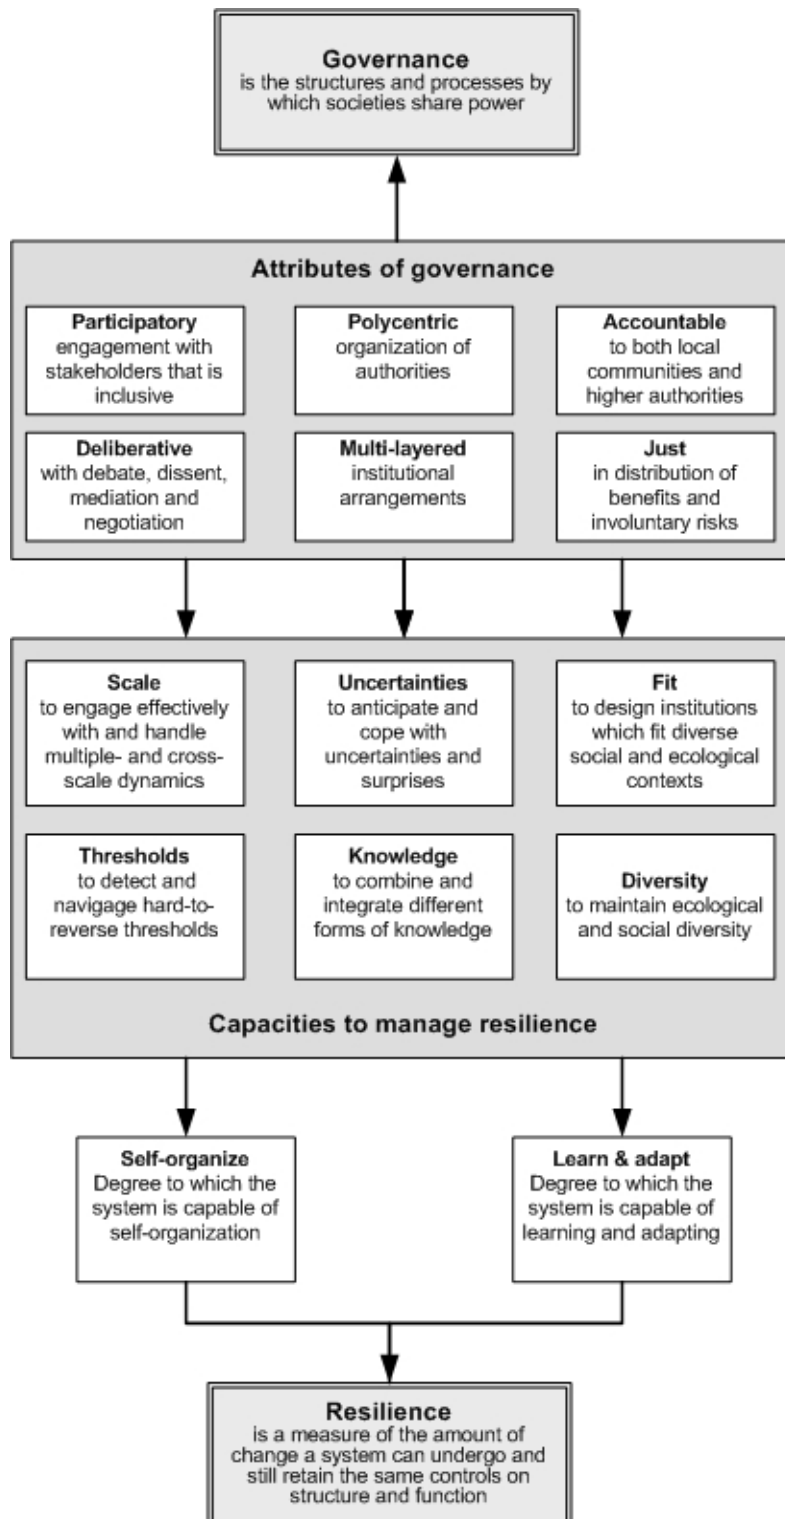 Governance
is the structures and processes by
which societies share power
Attributes of governance
Participatory
engagement with
stakeholders that is
inclusive
Polycentric
organization of
authorities
Accountable
to both local
communities and
higher authorities
Deliberative
with debate, dissent,
mediation and
negotiation
Multi-layered
institutional
arrangements
Just
in distribution of
benefits and
involuntary risks
Scale
to engage effectively
with and handle
multiple- and cross-
scale dynamics
Uncertainties
to anticipate and
cope with
uncertainties and
surprises
Fit
to design institutions
which fit diverse
social and ecological
contexts
Thresholds
to detect and
navigage hard-to-
reverse thresholds
Knowledge
to combine and
integrate different
forms of knowledge
Diversity
to maintain ecological
and social diversity
Capacities to manage resilience
Self-organize
Degree to which the
system is capable of
self-organization
Learn & adapt
Degree to which the
system is capable of
learning and adapting
Resilience
is a measure of the amount of
change a system can undergo and
still retain the same controls on
structure and function